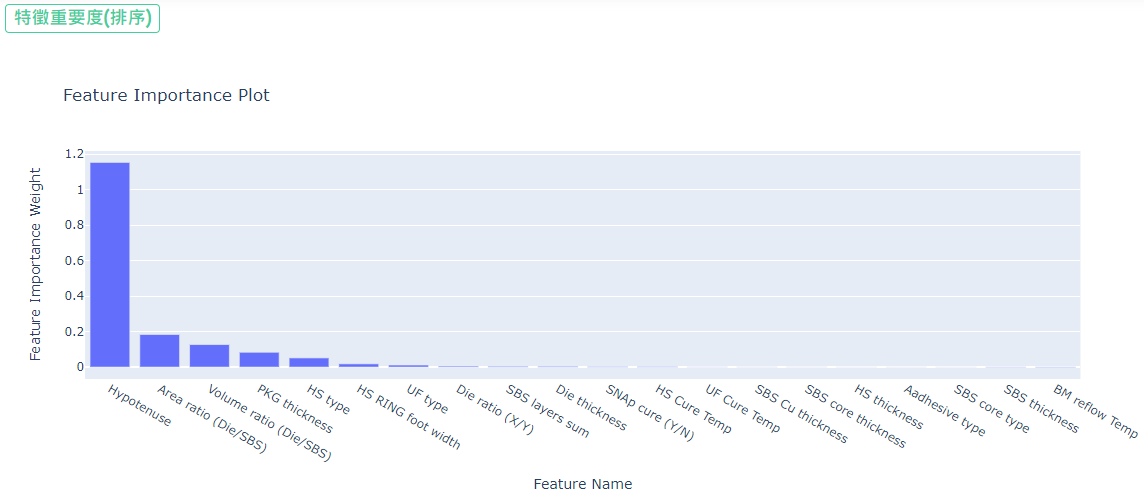 特徵重要度(排序)
Feature Importance Plot
Feature Importance Weight
1.2
1
0.8
0.6
0.4
0.2
0
Hypotenuse
Area ratio (Die/SBS)
Volume ratio (Die/SBS)
PKG thickness
HS type
HS RING foot width
UF type
Die ratio (X/Y)
SBS layers sum
Die thickness
SNAp cure (Y/N)
HS Cure Temp
UF Cure Temp
SBS Cu thickness
SBS core thickness
HS thickness
Aadhesive type
SBS core type
SBS thickness
BM reflow Temp
Feature Name